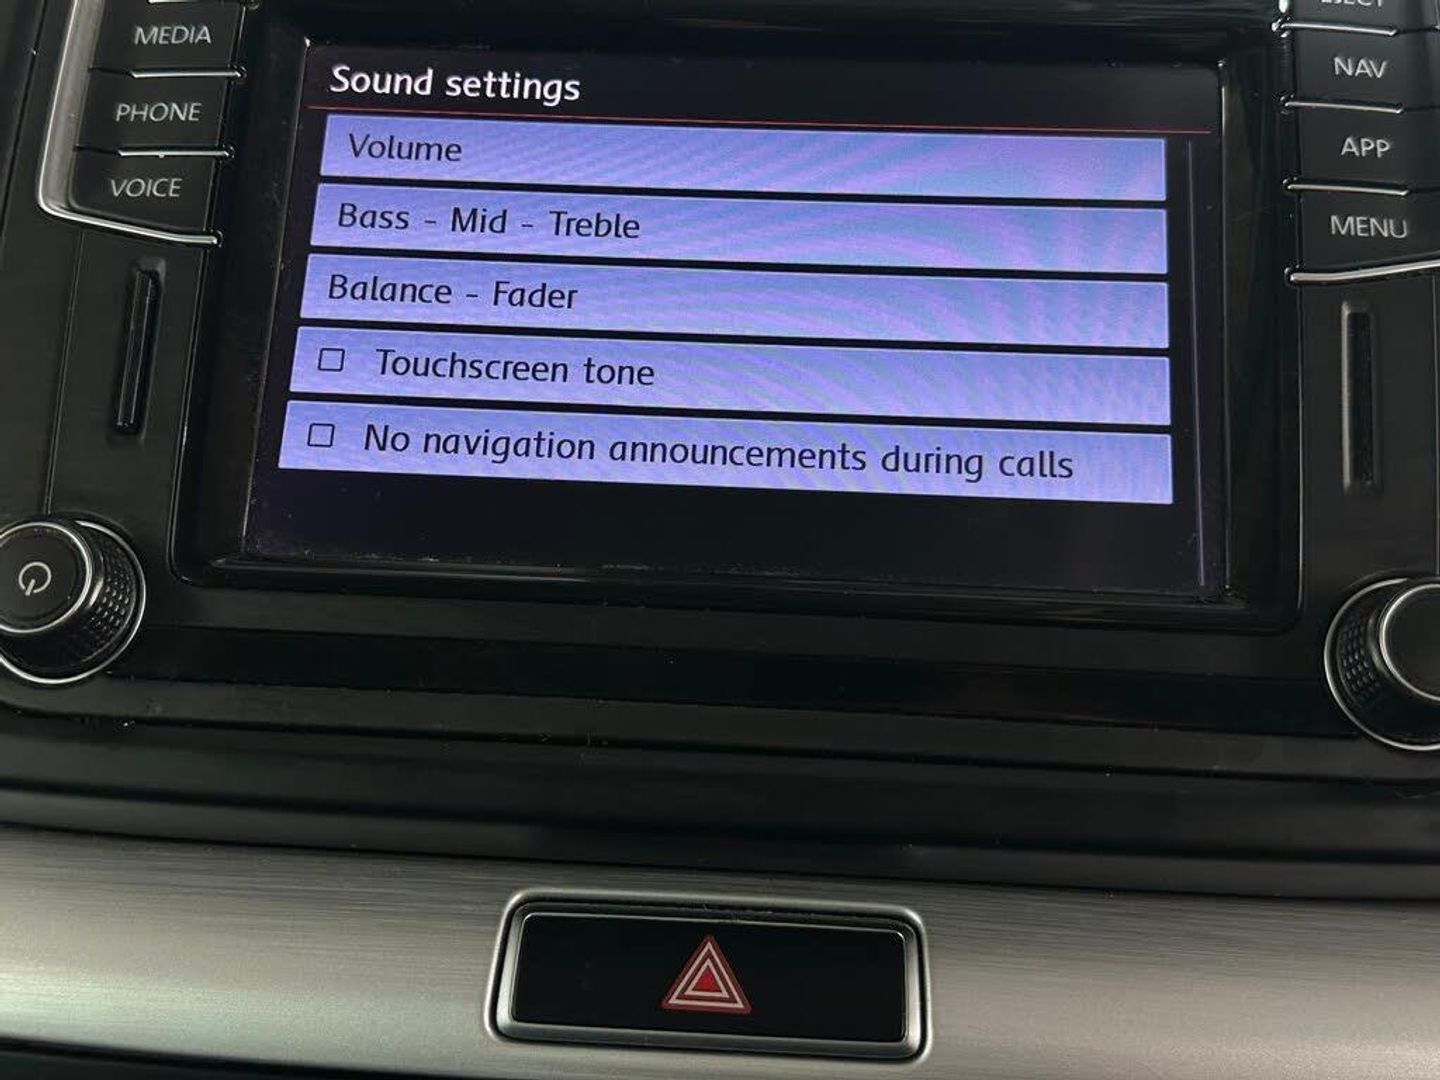 MEDIA
PHONE
VOICE
Sound settings
Volume
Bass - Mid - Treble
Balance - Fader
Touchscreen tone
No navigation announcements during calls
EJECT
NAV
APP
MENU